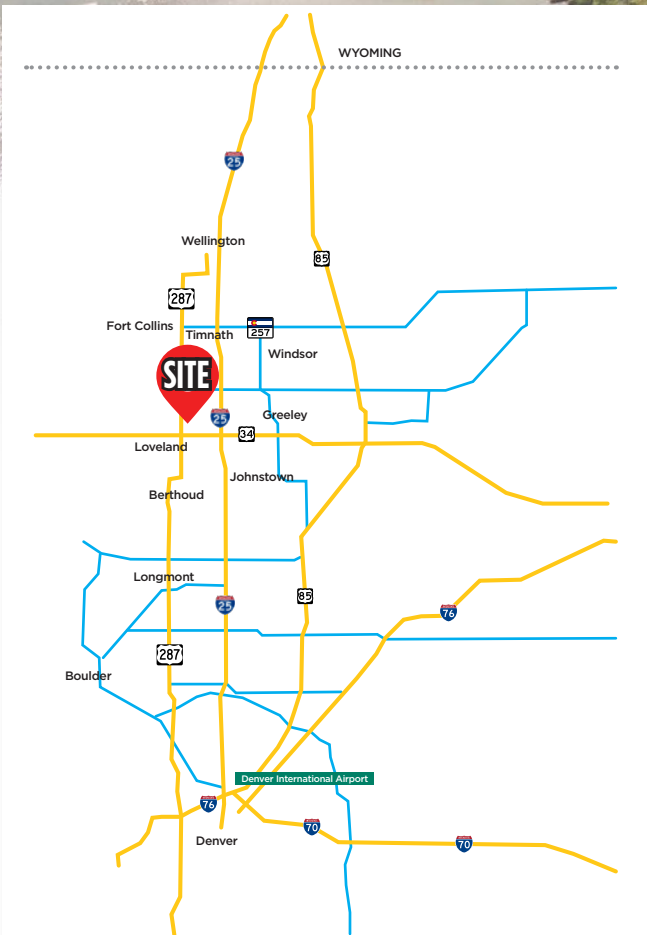 WYOMING
25
Wellington
85
287
Fort Collins
Timnath
257
Windsor
SITE
25
Greeley
34
Loveland
Johnstown
Berthoud
Longmont
85
25
76
287
Boulder
Denver International Airport
76
70
Denver
70